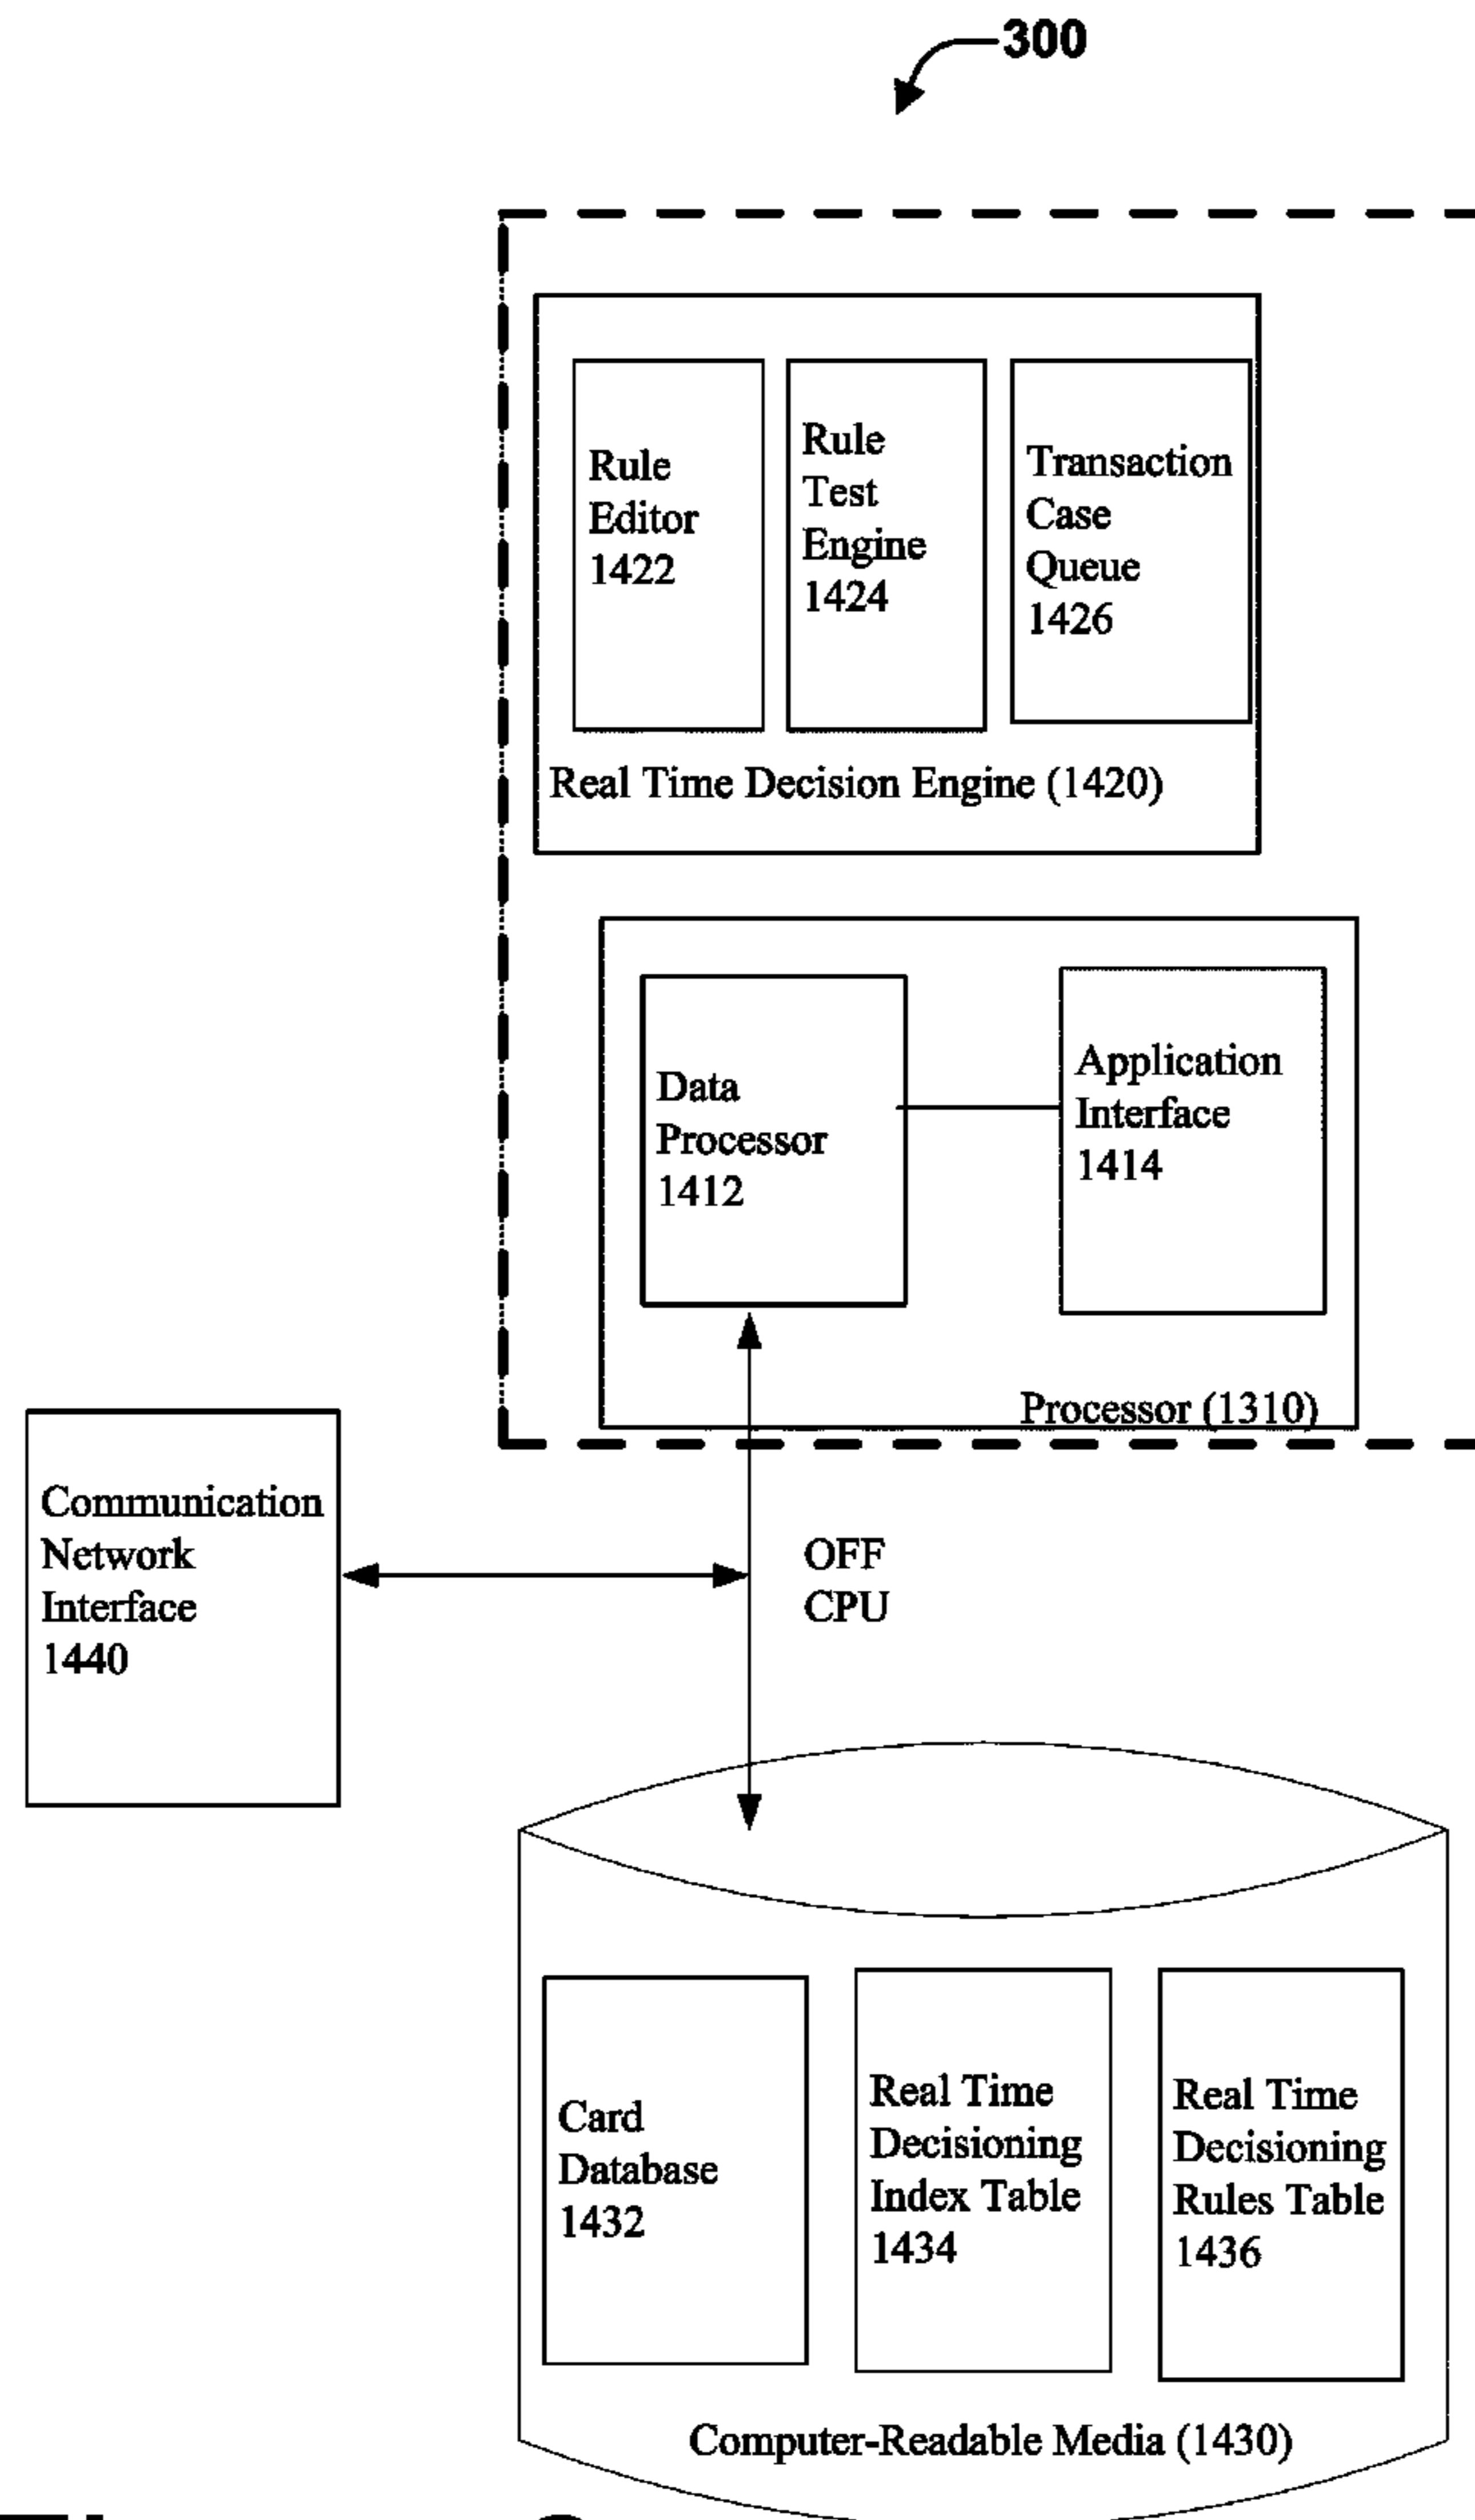 300
Rule
Editor
1422
Rule
Test
Engine
1424
Transaction
Case
Queue
1426
Real Time Decision Engine (1420)
Data
Processor
1412
Application
Interface
1414
Processor (1310)
Communication
Network
Interface
1440
OFF
CPU
Card
Database
1432
Real Time
Decisioning
Index Table
1434
Real Time
Decisioning
Rules Table
1436
Computer-Readable Media (1430)